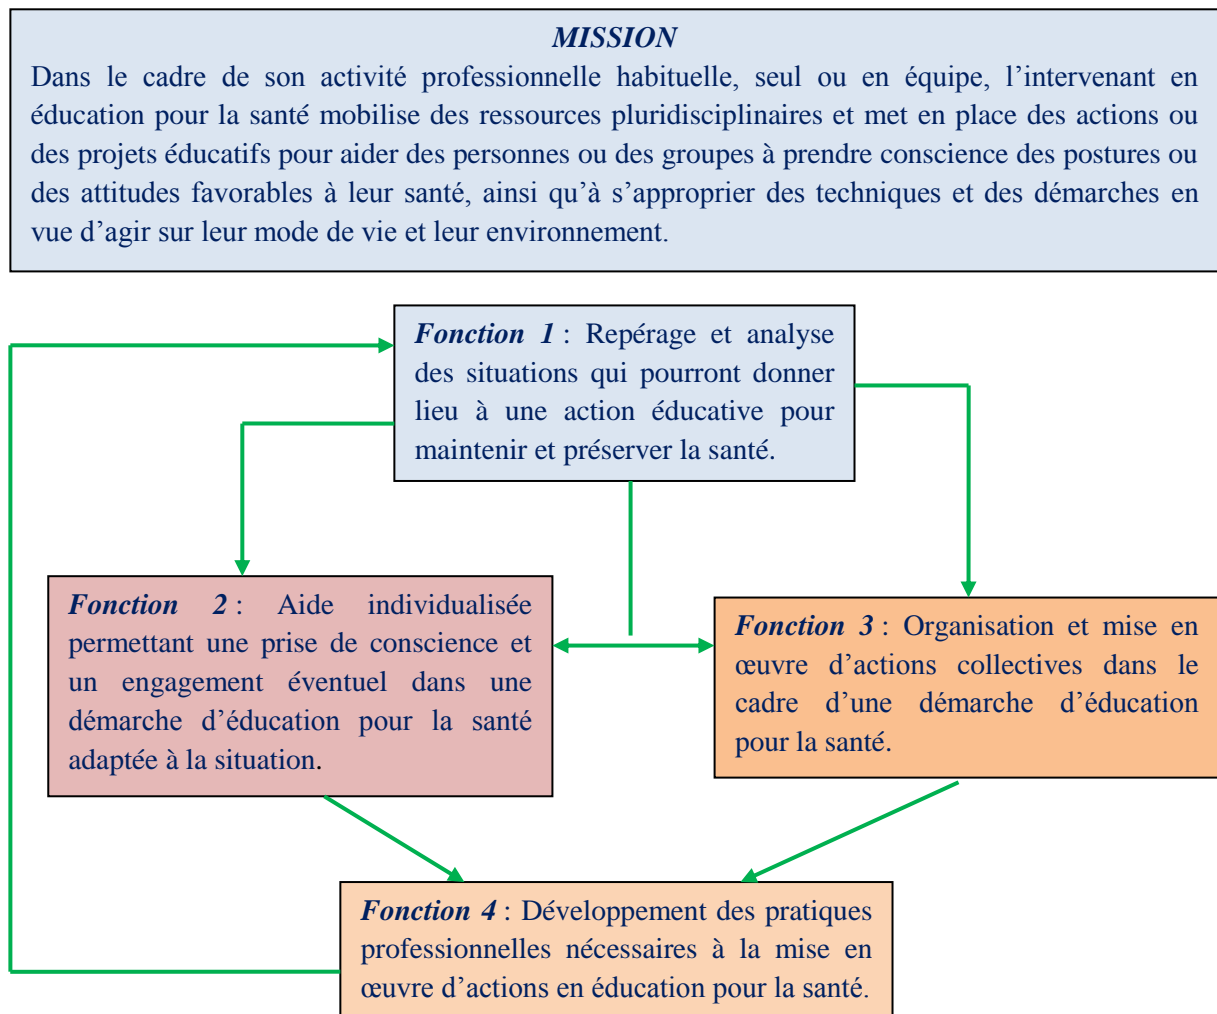 MISSION
Dans le cadre de son activité professionnelle habituelle, seul ou en équipe, l’intervenant en
éducation pour la santé mobilise des ressources pluridisciplinaires et met en place des actions ou
des projets éducatifs pour aider des personnes ou des groupes à prendre conscience des postures ou
des attitudes favorables à leur santé, ainsi qu’à s’approprier des techniques et des démarches en
vue d’agir sur leur mode de vie et leur environnement.
Fonction 1 : Repérage et analyse
des situations qui pourront donner
lieu à une action éducative pour
maintenir et préserver la santé.
Fonction 2 : Aide individualisée
permettant une prise de conscience et
un engagement éventuel dans une
démarche d’éducation pour la santé
adaptée à la situation.
Fonction 3 : Organisation et mise en
œuvre d’actions collectives dans le
cadre d’une démarche d’éducation
pour la santé.
Fonction 4 : Développement des pratiques
professionnelles nécessaires à la mise en
œuvre d’actions en éducation pour la santé.